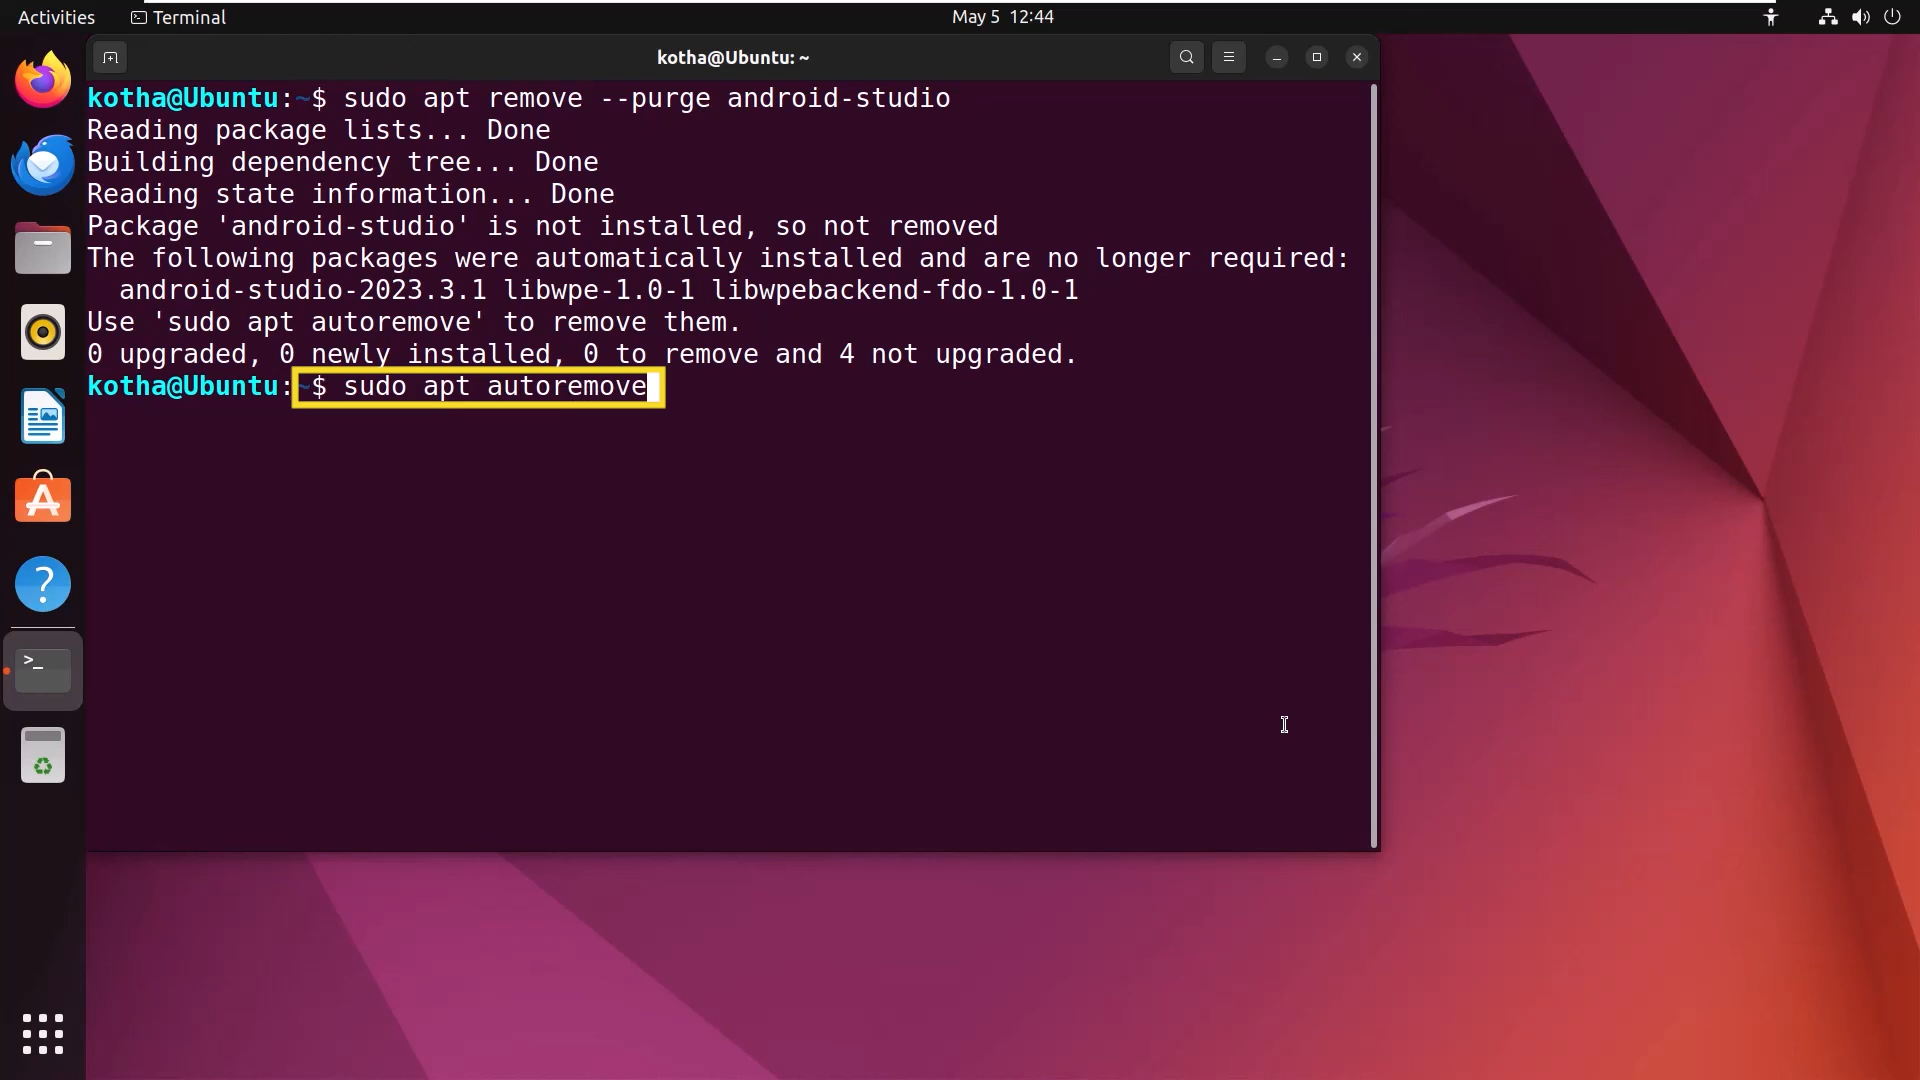 Activities Terminal May 5 12:44
kotha@Ubuntu: ~
kotha@Ubuntu:~$ sudo apt remove --purge android-studio
Reading package lists... Done
Building dependency tree... Done
Reading state information... Done
Package 'android-studio' is not installed, so not removed
The following packages were automatically installed and are no longer required:
  android-studio-2023.3.1 libwpe-1.0-1 libwpebackend-fdo-1.0-1
Use 'sudo apt autoremove' to remove them.
0 upgraded, 0 newly installed, 0 to remove and 4 not upgraded.
kotha@Ubuntu:~$ sudo apt autoremove